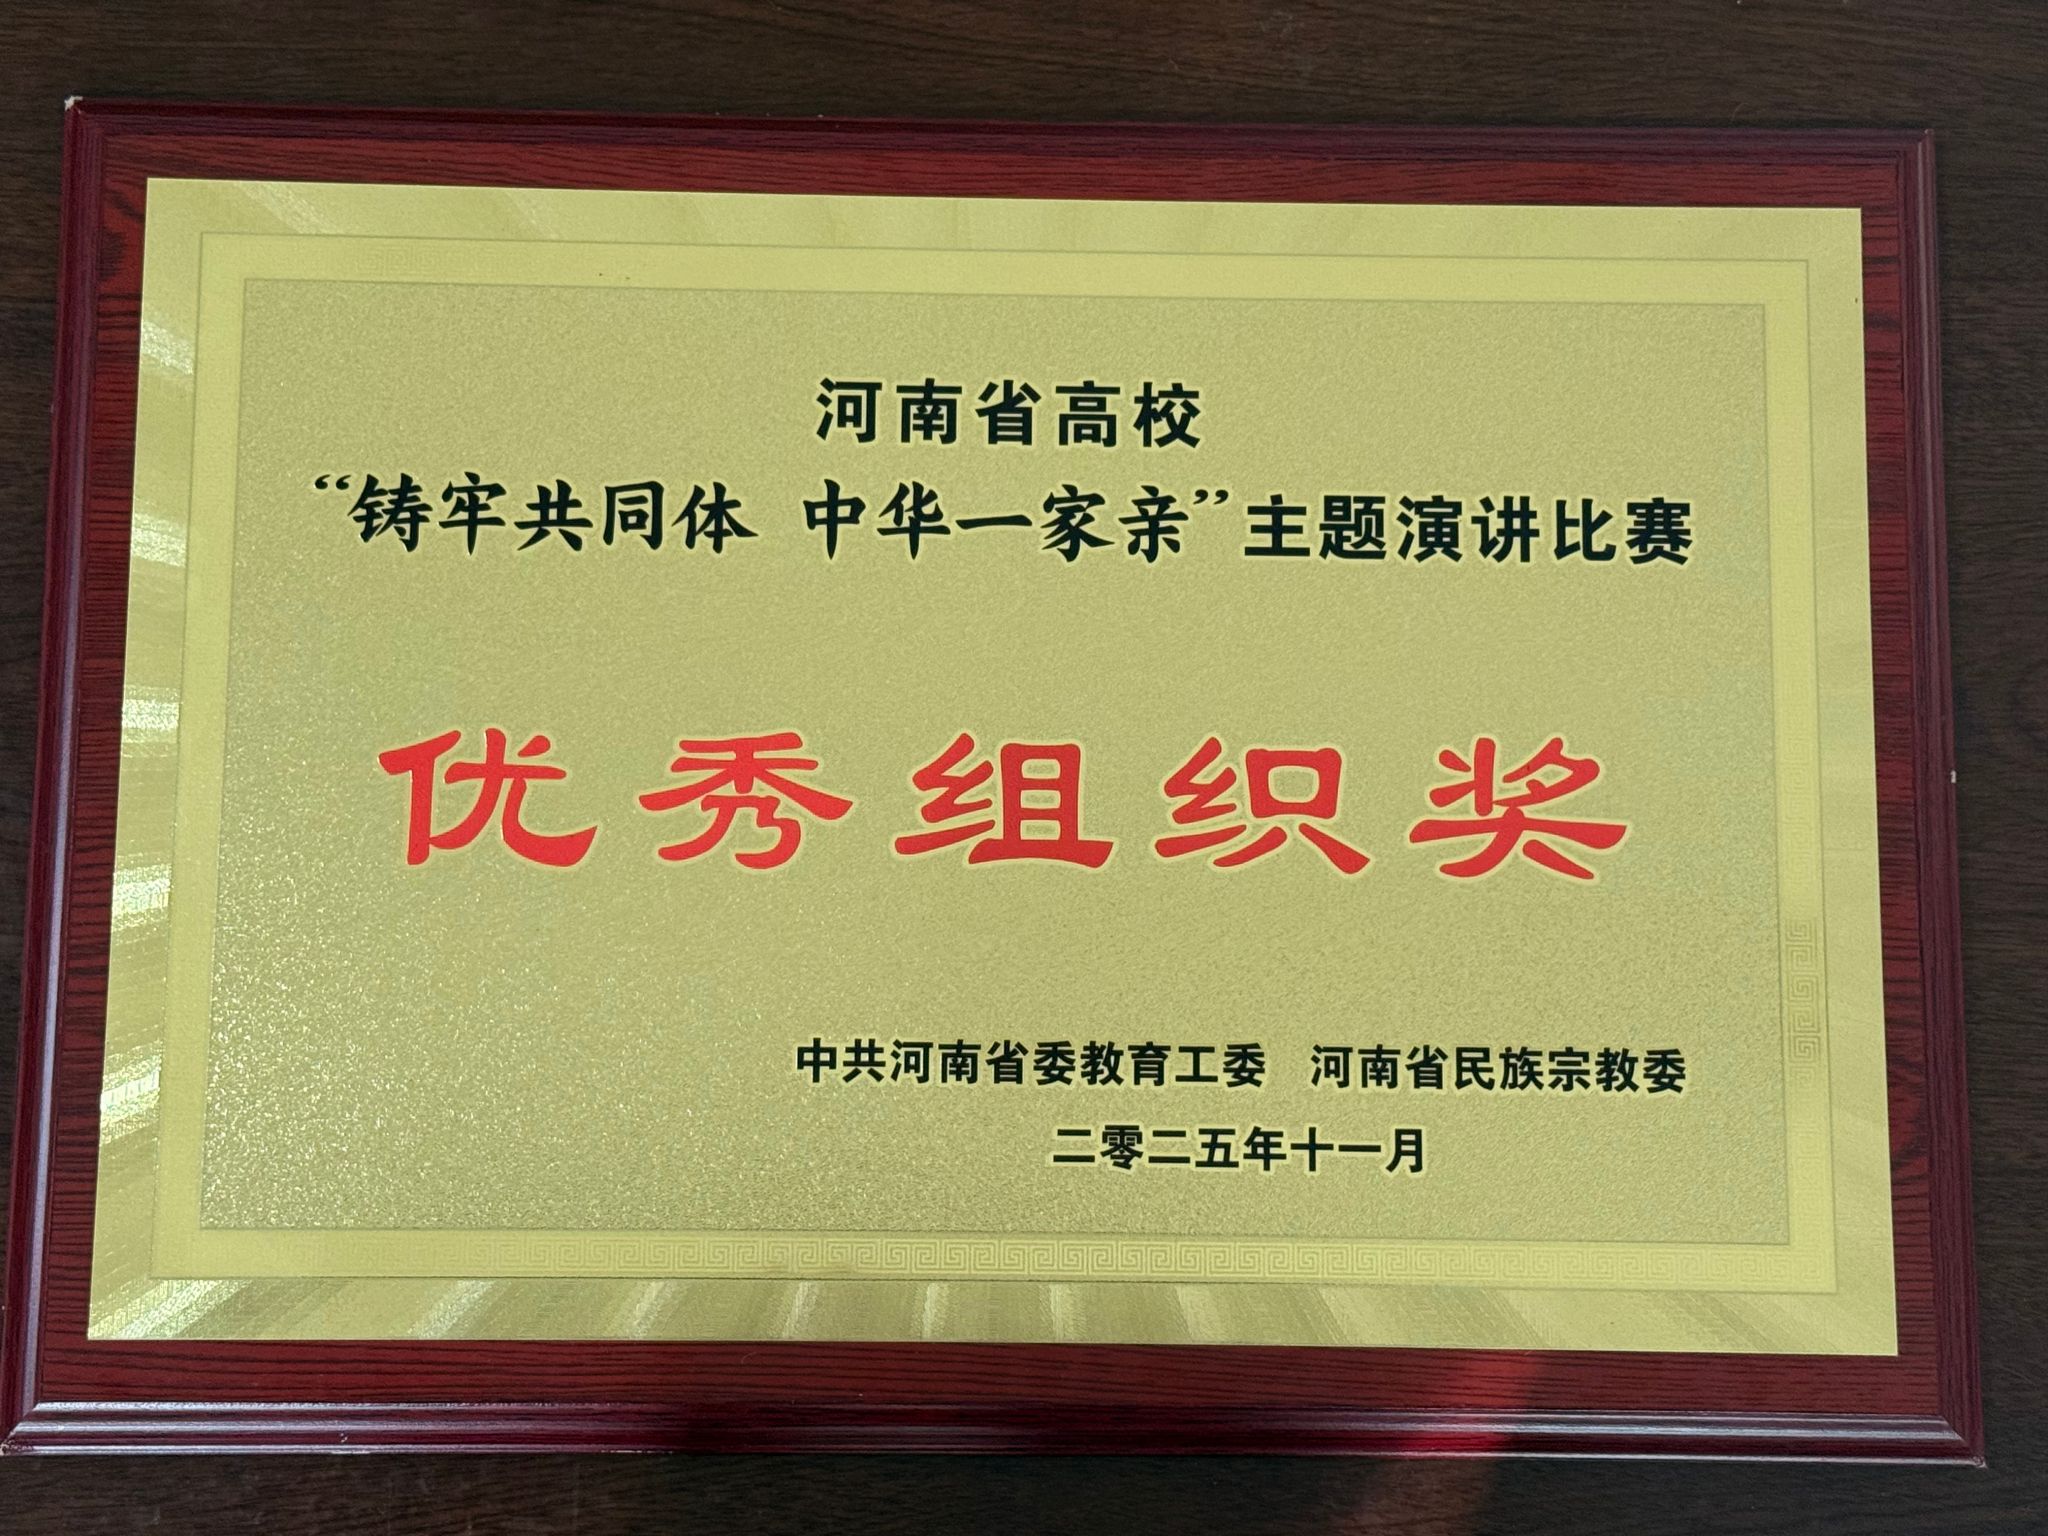 河南省高校
“铸牢共同体 中华一家亲”主题演讲比赛
优秀组织奖
中共河南省委教育工委 河南省民族宗教委
二零二五年十一月